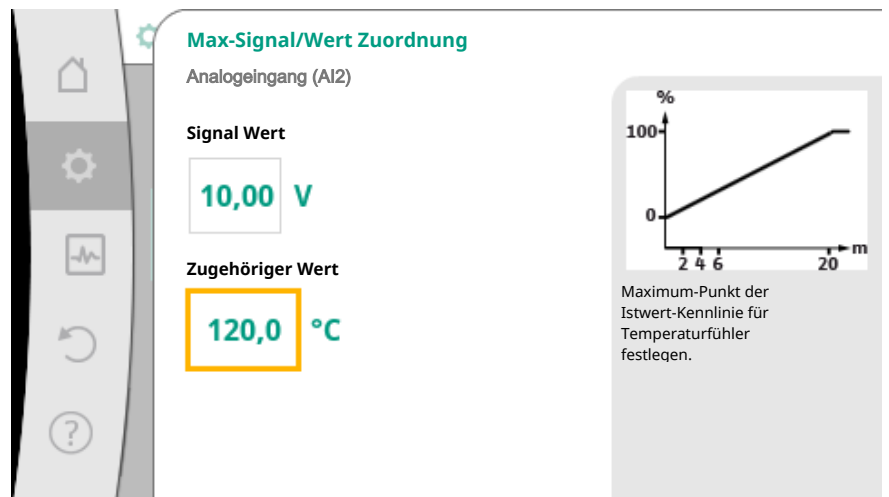 Max-Signal/Wert Zuordnung
Analogeingang (AI2)
Signal Wert
10,00 V
Zugehöriger Wert
120,0 °C
%
100
0
2 4 6 20 m
Maximum-Punkt der
Istwert-Kennlinie für
Temperaturfühler
festlegen.
?